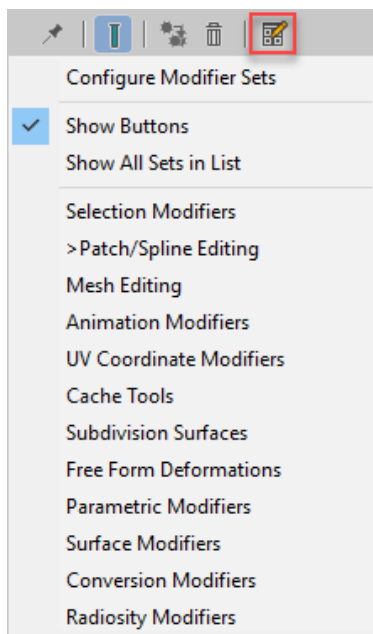 Configure Modifier Sets
Show Buttons
Show All Sets in List
Selection Modifiers
>Patch/Spline Editing
Mesh Editing
Animation Modifiers
UV Coordinate Modifiers
Cache Tools
Subdivision Surfaces
Free Form Deformations
Parametric Modifiers
Surface Modifiers
Conversion Modifiers
Radiosity Modifiers